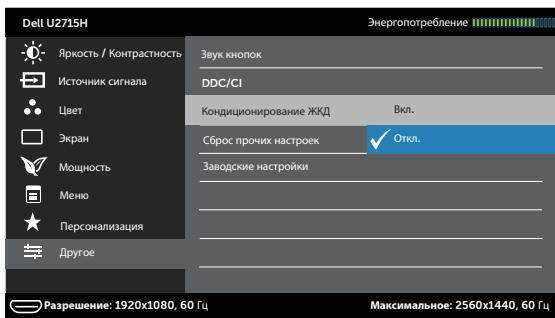 Dell U2715H
Энергопотребление
Яркость / Контрастность
Звук кнопок
Источник сигнала
DDC/CI
Цвет
Кондиционирование ЖКД
Вкл.
Экран
Сброс прочих настроек
Откл.
Мощность
Заводские настройки
Меню
Персонализация
Другое
Разрешение: 1920x1080, 60 Гц
Максимальное: 2560x1440, 60 Гц